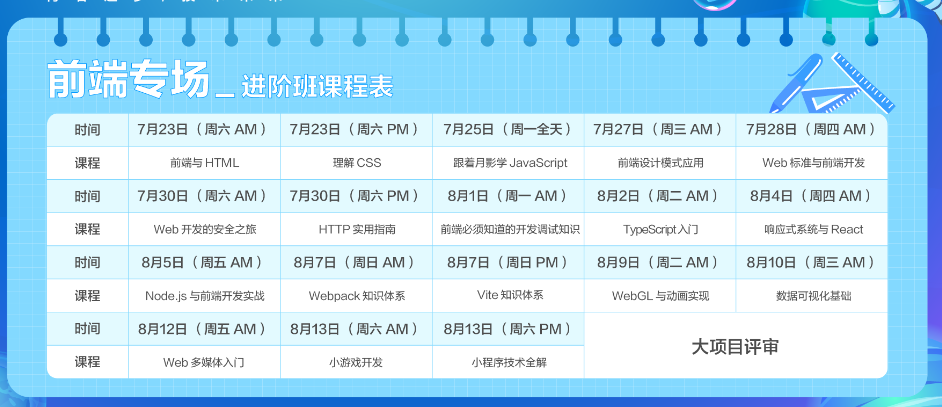 前端专场_进阶班课程表
时间 7月23日（周六 AM） 7月23日（周六 PM） 7月25日（周一全天） 7月27日（周三 AM） 7月28日（周四 AM）
课程 前端与 HTML 理解 CSS 跟着月影学 JavaScript 前端设计模式应用 Web 标准与前端开发
时间 7月30日（周六 AM） 7月30日（周六 PM） 8月1日（周一 AM） 8月2日（周二 AM） 8月4日（周四 AM）
课程 Web 开发的安全之旅 HTTP 实用指南 前端必须知道的开发调试知识 TypeScript入门 响应式系统与 React
时间 8月5日（周五 AM） 8月7日（周日 AM） 8月7日（周日 PM） 8月9日（周二 AM） 8月10日（周三 AM）
课程 Node.js 与前端开发实战 Webpack 知识体系 Vite 知识体系 WebGL 与动画实现 数据可视化基础
时间 8月12日（周五 AM） 8月13日（周六 AM） 8月13日（周六 PM） 大项目评审
课程 Web 多媒体入门 小游戏开发 小程序技术全解